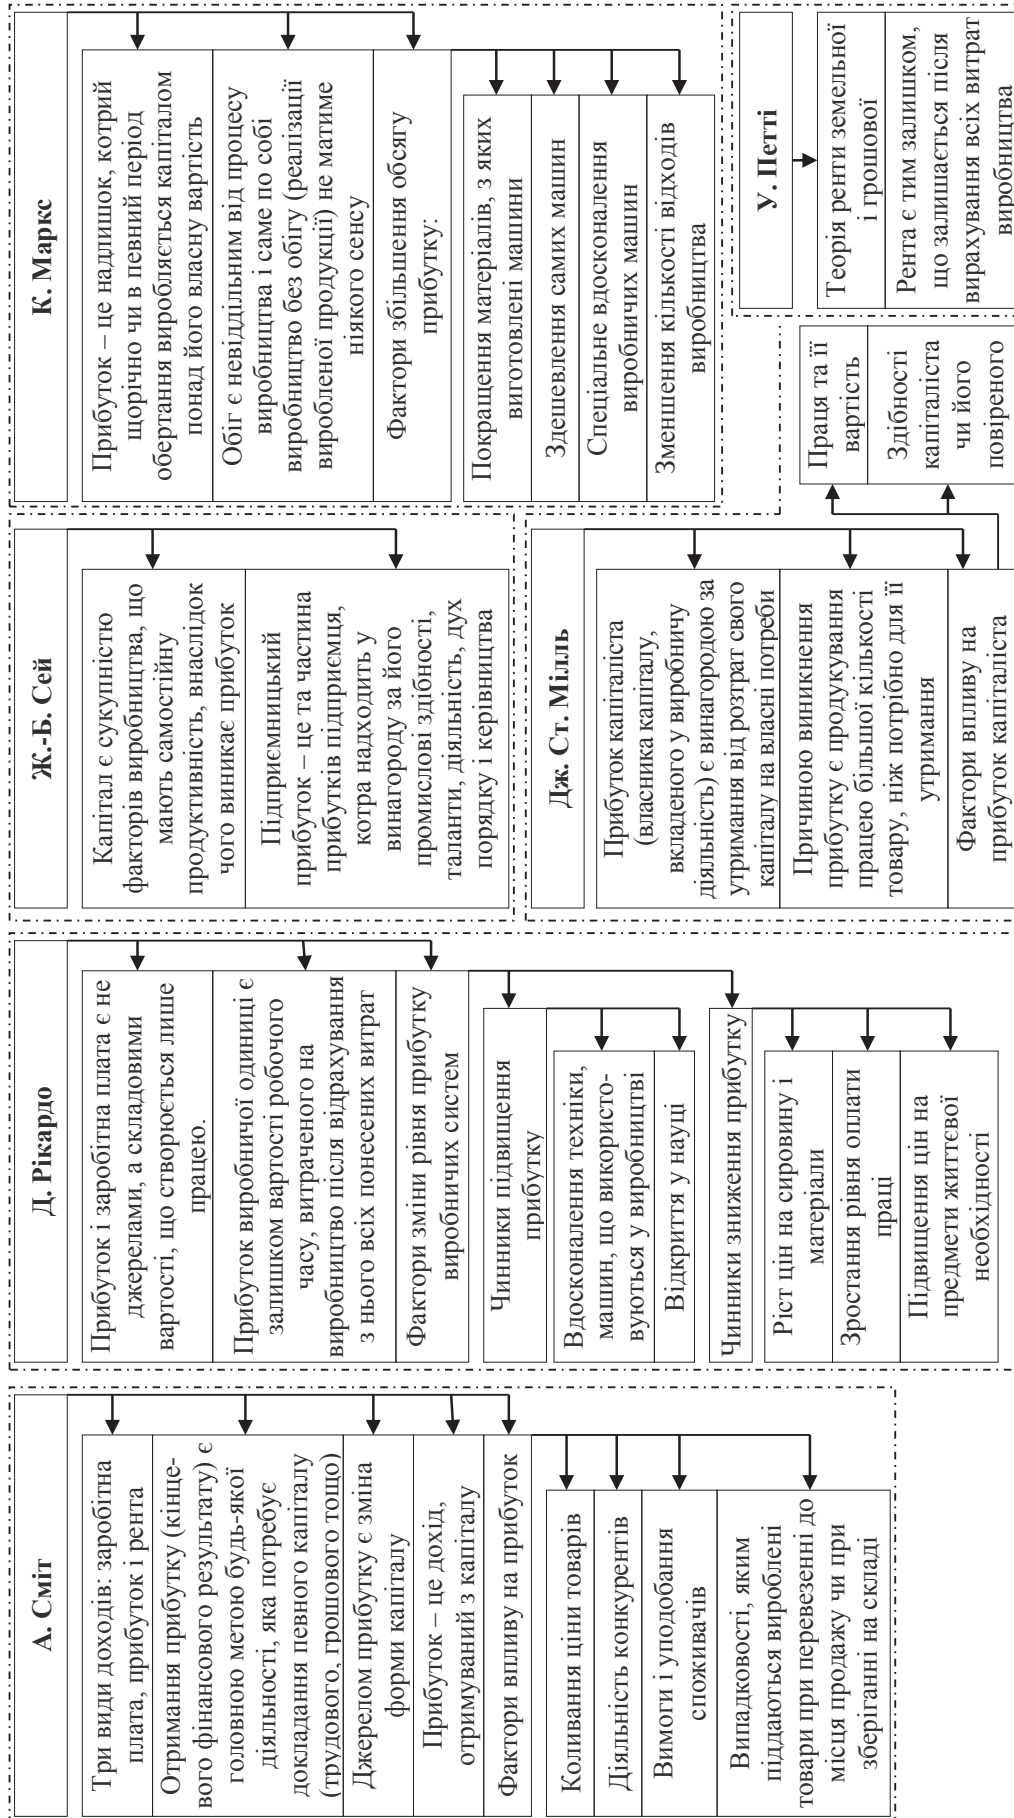 А. Сміт
Три види доходів: заробітна
плата, прибуток і рента
Отримання прибутку (кінце-
вого фінансового результату) є
головною метою будь-якої
діяльності, яка потребує
докладання певного капіталу
(трудового, грошового тощо)
Джерелом прибутку є зміна
форми капіталу
Прибуток – це дохід,
отримуваний з капіталу
Фактори впливу на прибуток
Коливання ціни товарів
Діяльність конкурентів
Вимоги і уподобання
споживачів
Випадковості, яким
піддаються вироблені
товари при перевезенні до
місця продажу чи при
зберіганні на складі
Д. Рікардо
Прибуток і заробітна плата є не
джерелами, а складовими
вартості, що створюється лише
працею.
Прибуток виробничої одиниці є
залишком вартості робочого
часу, витраченого на
виробництво після відрахування
з нього всіх понесених витрат
Фактори зміни рівня прибутку
виробничих систем
Чинники підвищення
прибутку
Вдосконалення техніки,
машин, що використо-
вуються у виробництві
Відкриття у науці
Чинники зниження прибутку
Ріст цін на сировину і
матеріали
Зростання рівня оплати
праці
Підвищення цін на
предмети життєвої
необхідності
Ж.-Б. Сей
Капітал є сукупністю
факторів виробництва, що
мають самостійну
продуктивність, внаслідок
чого виникає прибуток
Підприємницький
прибуток – це та частина
прибутків підприємця,
котра надходить у
винагороду за його
промислові здібності,
таланти, діяльність, дух
порядку і керівництва
Дж. Ст. Мілль
Прибуток капіталіста
(власника капіталу,
вкладеного у виробничу
діяльність) є винагородою за
утримання від розтрат свого
капіталу на власні потреби
Причиною виникнення
прибутку є продукування
працею більшої кількості
товару, ніж потрібно для її
утримання
Фактори впливу на
прибуток капіталіста
Праця та її
вартість
Здібності
капіталіста
чи його
повіреного
К. Маркс
Прибуток – це надлишок, котрий
щорічно чи в певний період
обертання виробляється капіталом
понад його власну вартість
Обіг є невіддільним від процесу
виробництва і саме по собі
виробництво без обігу (реалізації
виробленої продукції) не матиме
ніякого сенсу
Фактори збільшення обсягу
прибутку:
Покращення матеріалів, з яких
виготовлені машини
Здешевлення самих машин
Спеціальне вдосконалення
виробничих машин
Зменшення кількості відходів
виробництва
У. Петті
Теорія ренти земельної
і грошової
Рента є тим залишком,
що залишається після
вирахування всіх витрат
виробництва